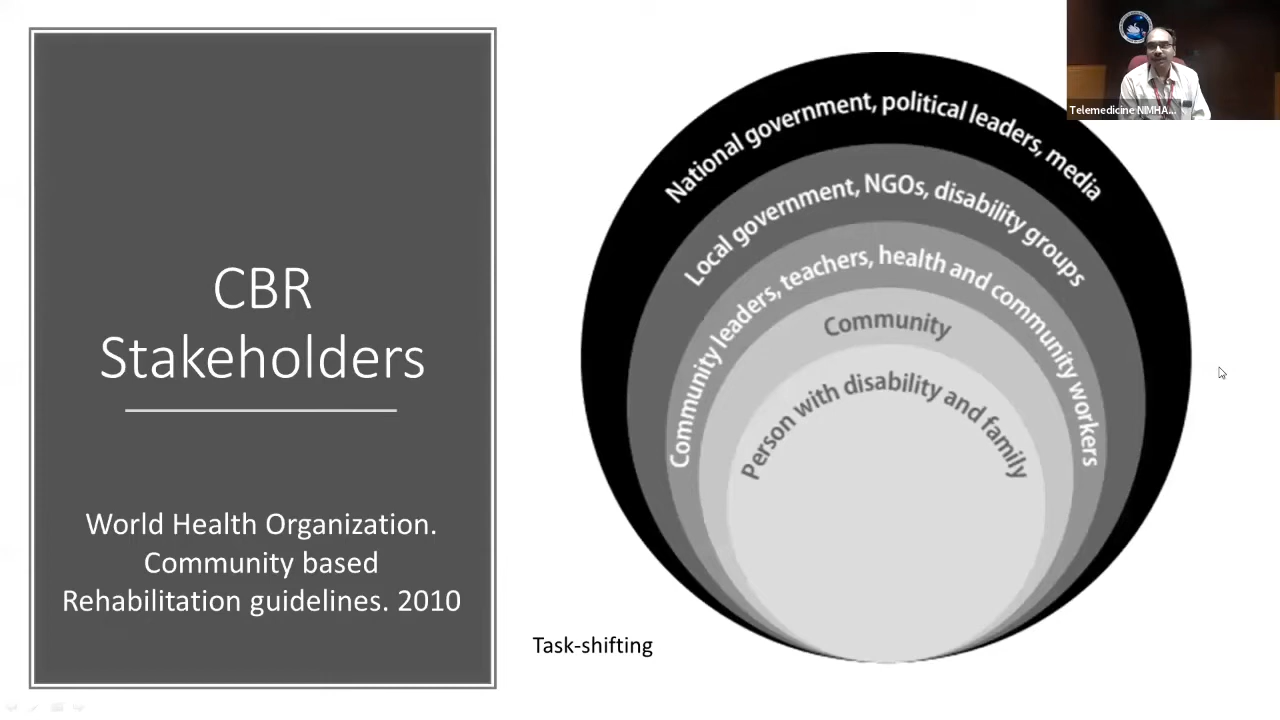 CBR
Stakeholders
World Health Organization.
Community based
Rehabilitation guidelines. 2010
National government, political leaders, media
Local government, NGOs, disability groups
Community leaders, teachers, health and community workers
Community
Person with disability and family
Task-shifting
Telemedicine NIMHA...